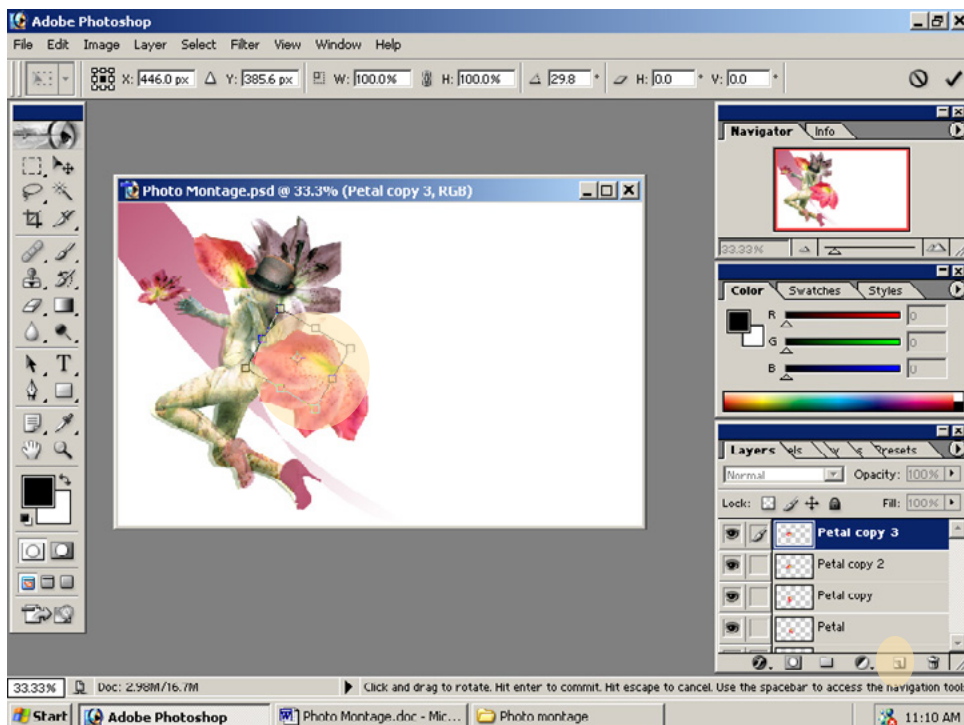 Adobe Photoshop
File Edit Image Layer Select Filter View Window Help
X: 446.0 px Y: 385.6 px W: 100.0% H: 100.0% 29.8 ° H: 0.0 ° V: 0.0 °
Navigator Info
33.33%
Photo Montage.psd @ 33.3% (Petal copy 3, RGB)
Color Swatches Styles
R 0
G 0
B 0
T
Layers els Presets
Normal Opacity: 100%
Lock: Fill: 100%
Petal copy 3
Petal copy 2
Petal copy
Petal
33.33% Doc: 2.98M/16.7M Click and drag to rotate. Hit enter to commit. Hit escape to cancel. Use the spacebar to access the navigation tool
Start Adobe Photoshop Photo Montage.doc - Mic... Photo montage 11:10 AM